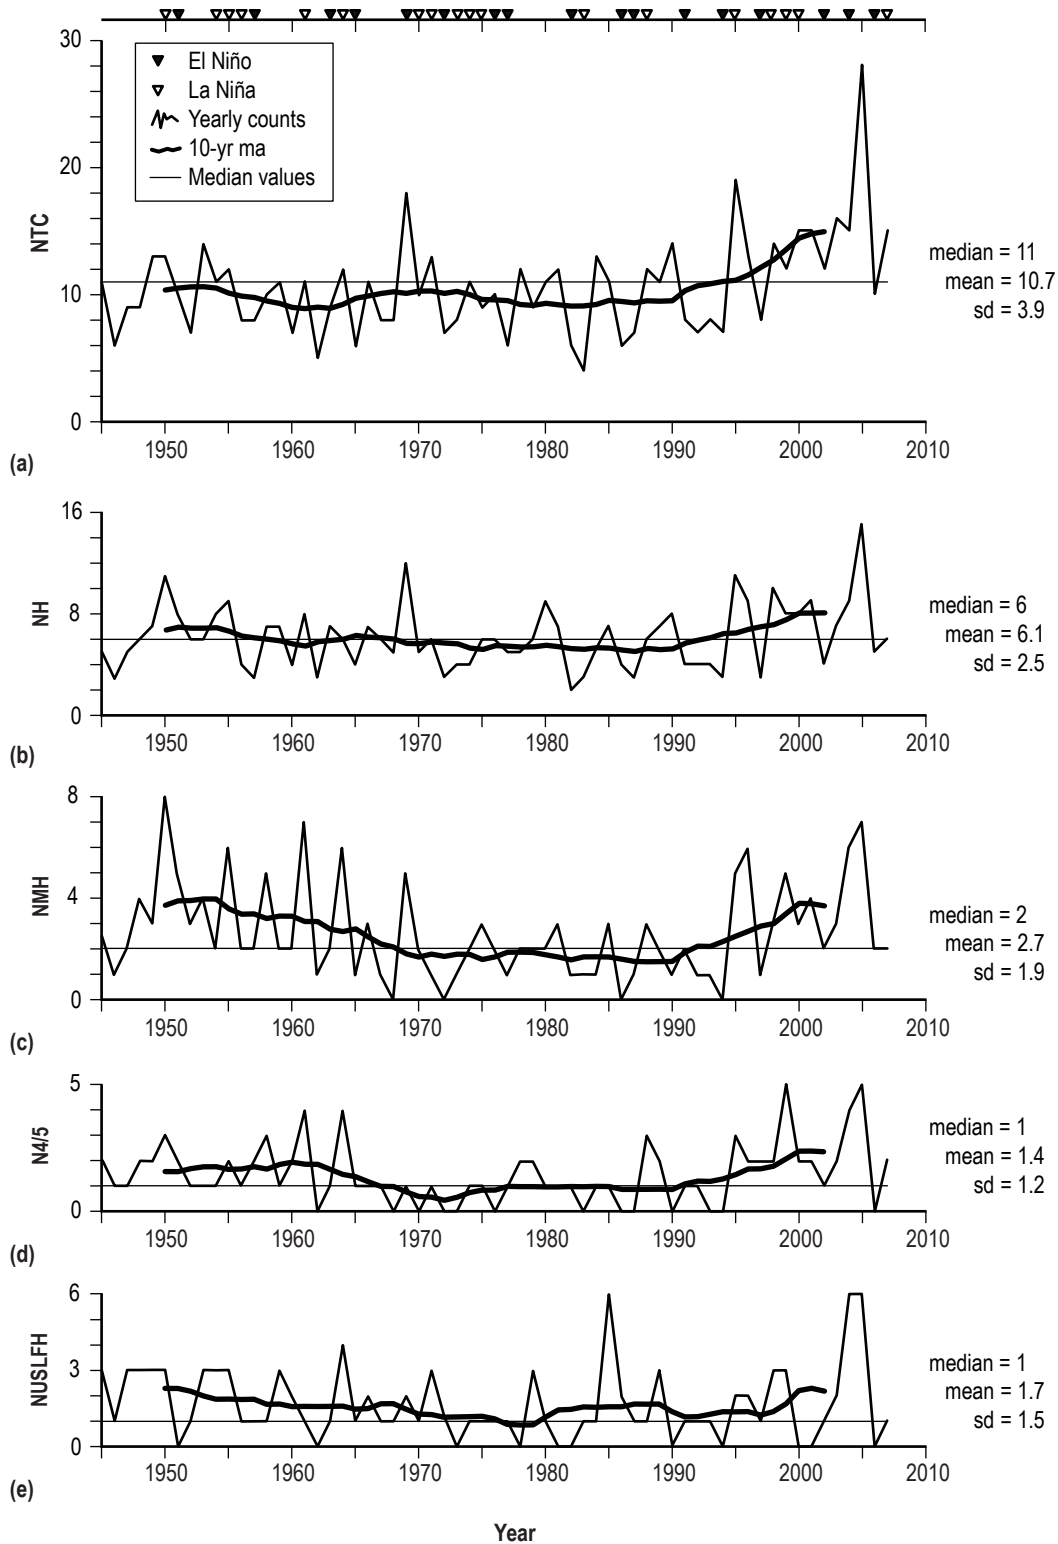 30
20
10
0
NTC
El Niño
La Niña
Yearly counts
10-yr ma
Median values
median = 11
mean = 10.7
sd = 3.9
1950 1960 1970 1980 1990 2000 2010
(a)
16
8
0
NH
median = 6
mean = 6.1
sd = 2.5
1950 1960 1970 1980 1990 2000 2010
(b)
8
4
0
NMH
median = 2
mean = 2.7
sd = 1.9
1950 1960 1970 1980 1990 2000 2010
(c)
5
0
N4/5
median = 1
mean = 1.4
sd = 1.2
1950 1960 1970 1980 1990 2000 2010
(d)
6
3
0
NUSLFH
median = 1
mean = 1.7
sd = 1.5
1950 1960 1970 1980 1990 2000 2010
(e)
Year